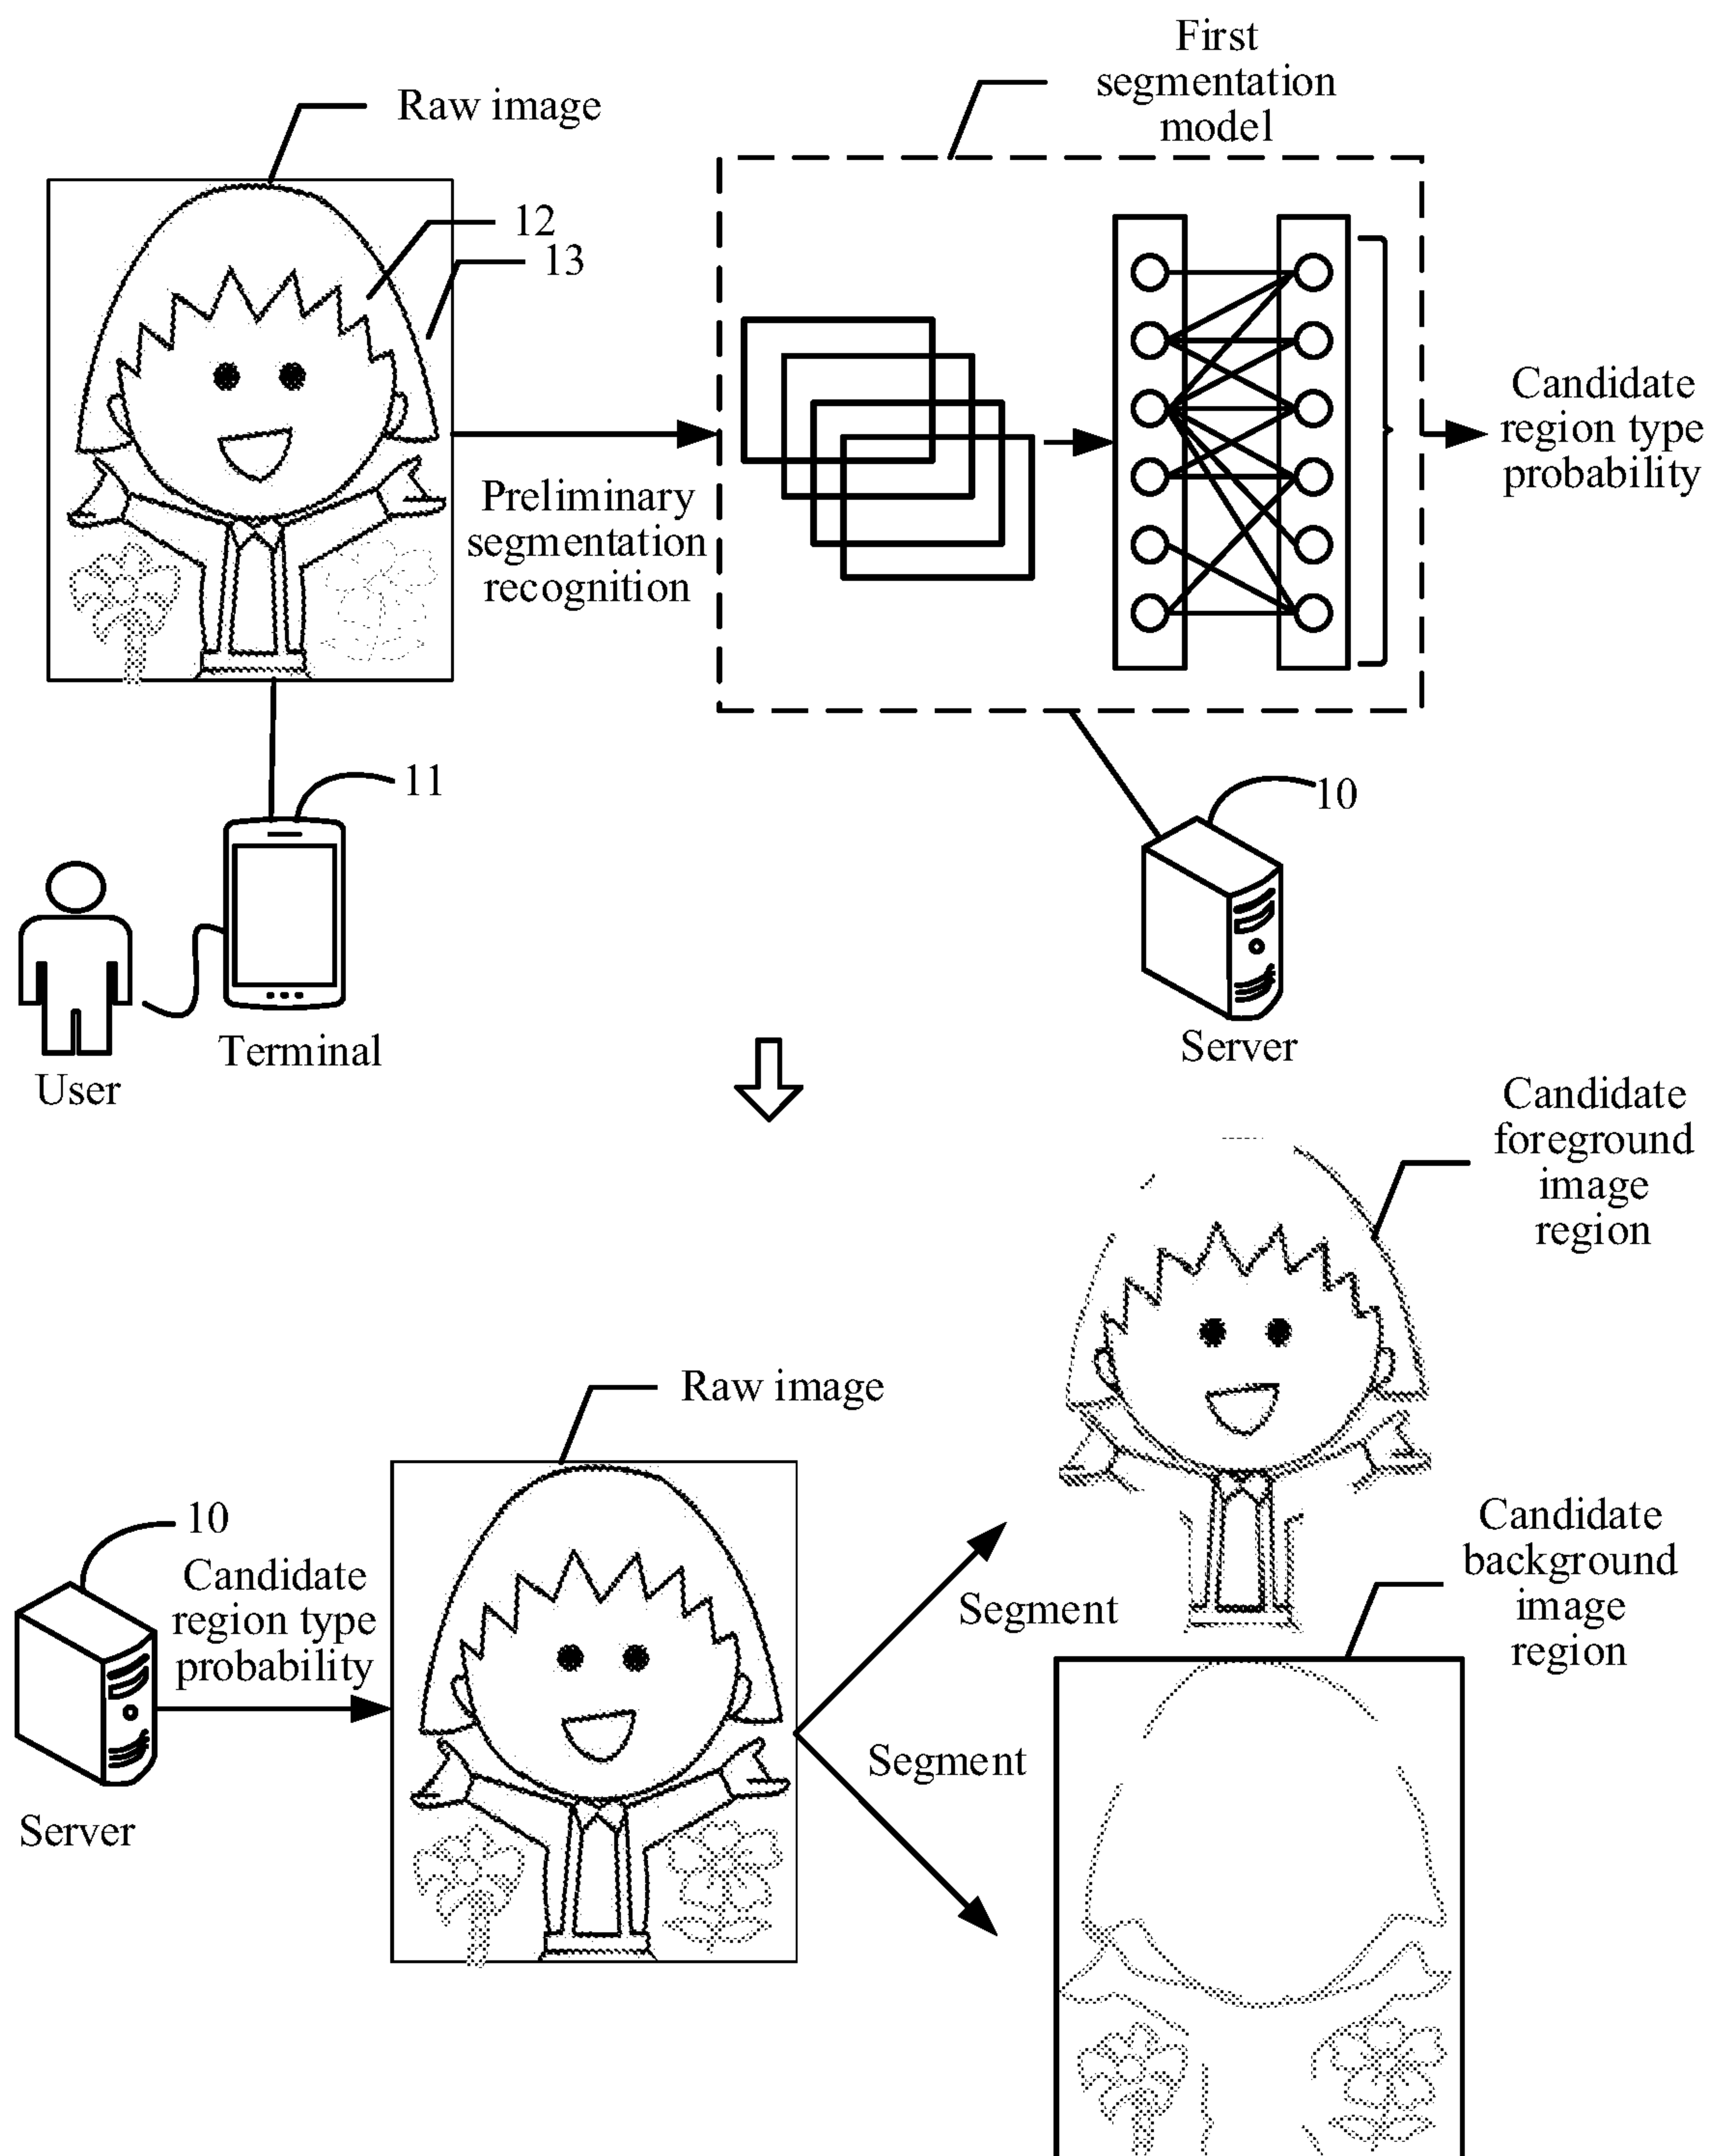 First
segmentation
model
Raw image
12
13
Preliminary
segmentation
recognition
Candidate
region type
probability
11
10
Terminal
User
Server
Candidate
foreground
image
region
Raw image
10
Candidate
region type
probability
Server
Segment
Segment
Candidate
background
image
region